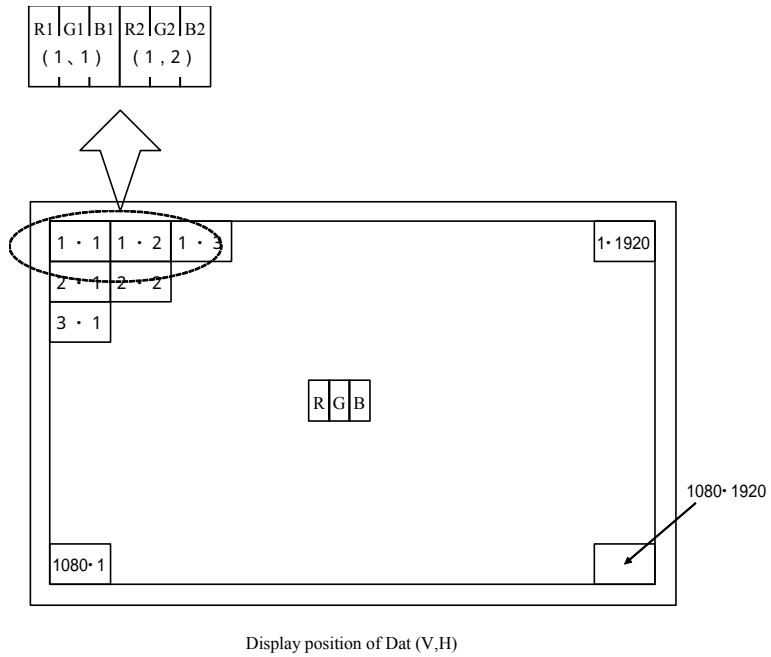 R1 G1 B1 R2 G2 B2
(1、1) (1,2)
1・1 1・2 1・3 1・1920
2・1 2・2
3・1
R G B
1080・1920
1080・1
Display position of Dat (V,H)